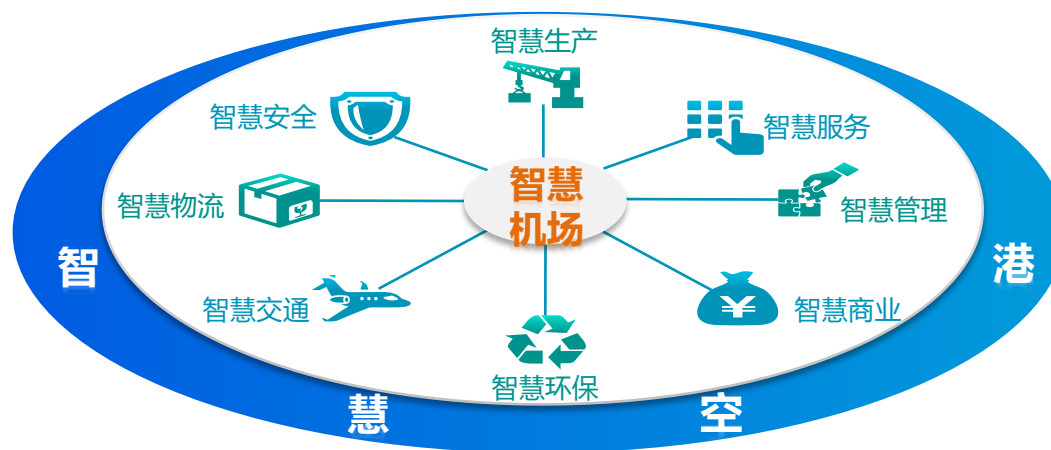 智慧生产
智慧安全
智慧服务
智慧
机场
智慧物流
智慧管理
智慧交通
智慧商业
智慧环保
智
慧
空
港